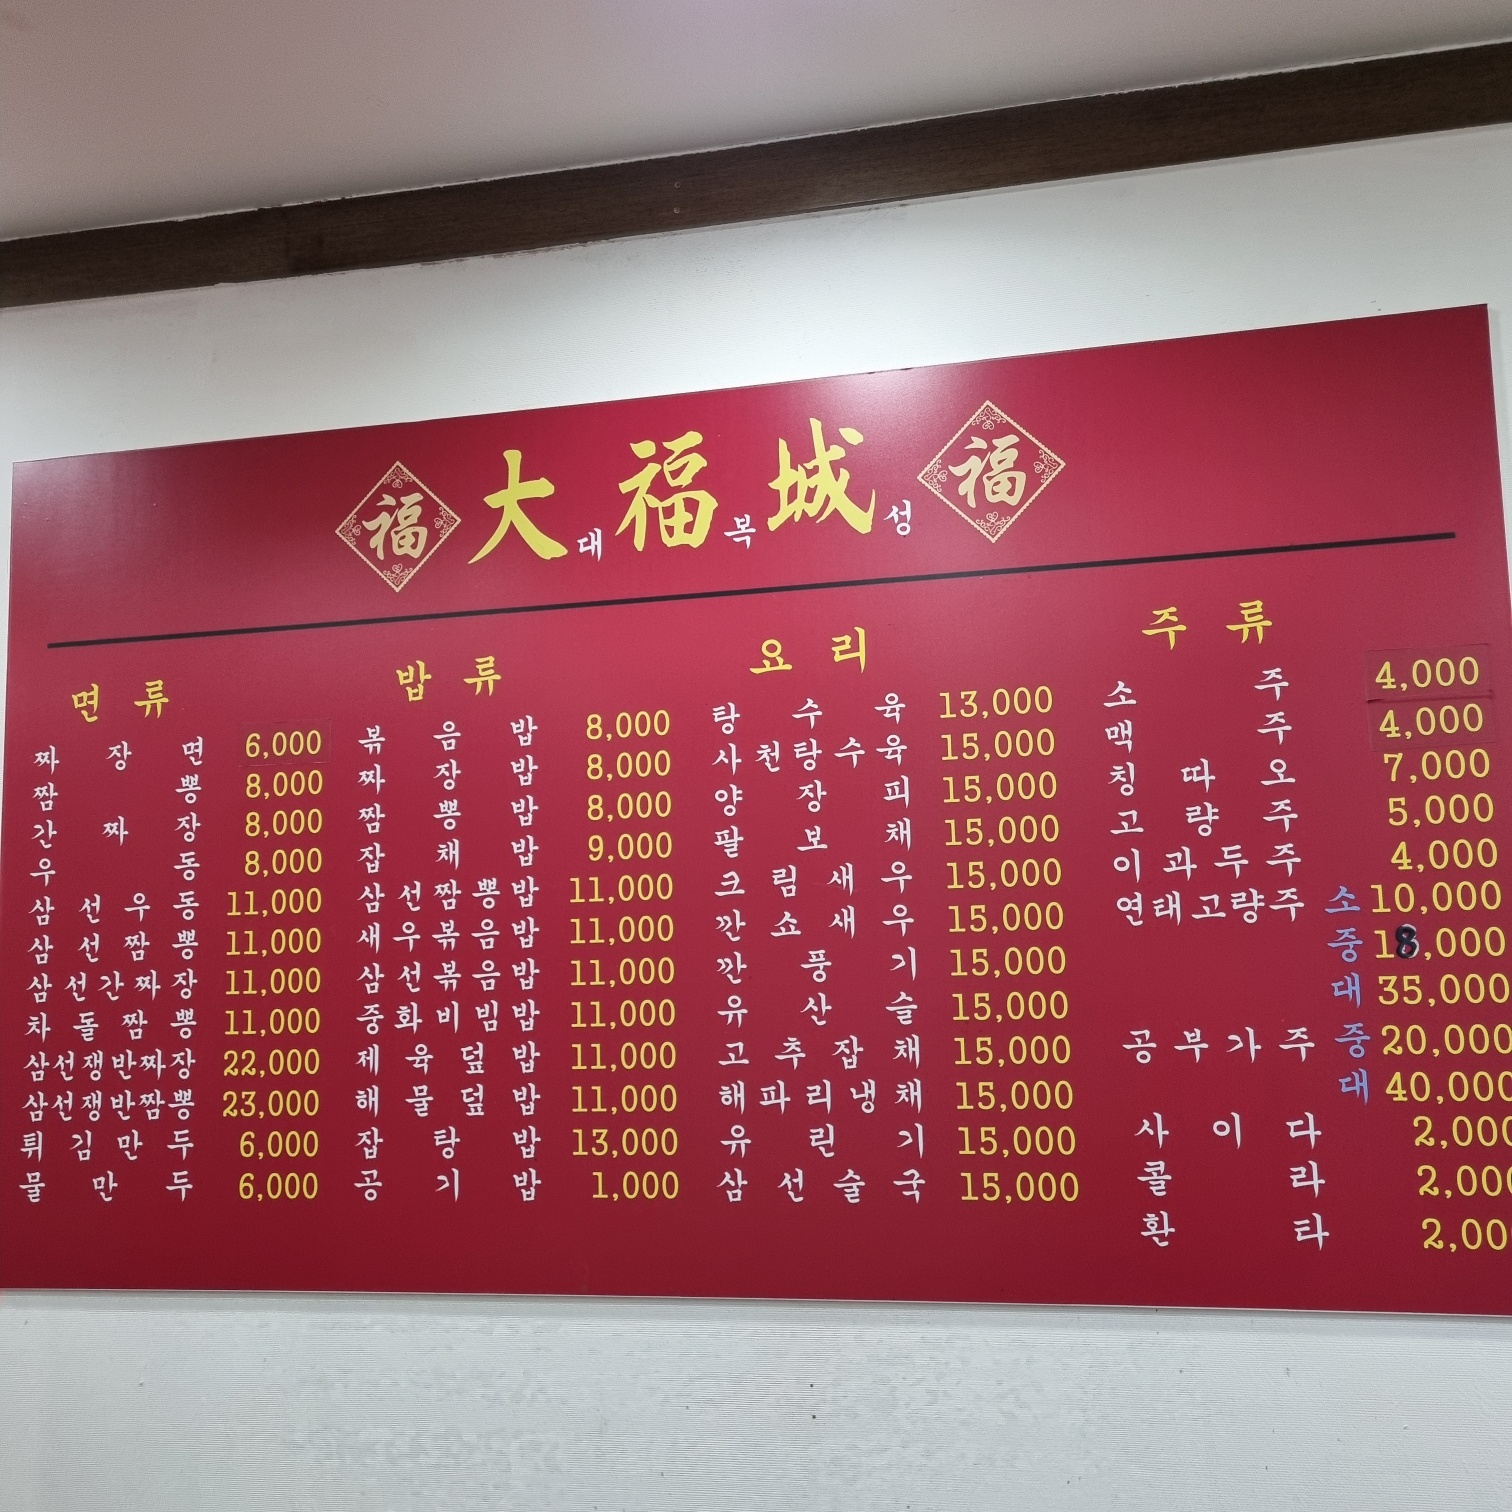 福 大대福복城성 福
면류
짜장면 6,000
짬뽕 8,000
간짜장 8,000
우동 8,000
삼선우동 11,000
삼선짬뽕 11,000
삼선간짜장 11,000
차돌짬뽕 11,000
삼선쟁반짜장 22,000
삼선쟁반짬뽕 23,000
튀김만두 6,000
물만두 6,000
밥류
볶음밥 8,000
짜장밥 8,000
짬뽕밥 8,000
잡채밥 9,000
삼선짬뽕밥 11,000
새우볶음밥 11,000
삼선볶음밥 11,000
중화비빔밥 11,000
제육덮밥 11,000
해물덮밥 11,000
잡탕밥 13,000
공기밥 1,000
요리
탕수육 13,000
사천탕수육 15,000
양장피 15,000
팔보채 15,000
크림새우 15,000
깐쇼새우 15,000
깐풍기 15,000
유산슬 15,000
고추잡채 15,000
해파리냉채 15,000
유린기 15,000
삼선술국 15,000
주류
소주 4,000
맥주 4,000
칭따오 7,000
고량주 5,000
이과두주 4,000
연태고량주 소 10,000
중 18,000
대 35,000
공부가주 중 20,000
대 40,000
사이다 2,000
콜라 2,000
환타 2,00